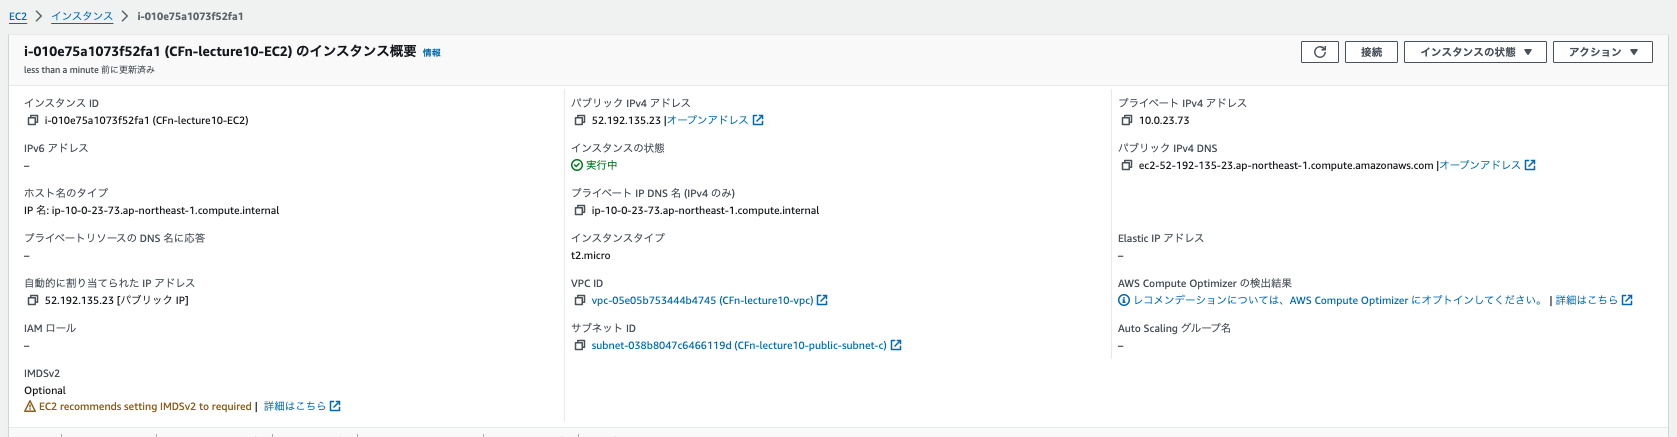 EC2 > インスタンス > i-010e75a1073f52fa1
i-010e75a1073f52fa1 (CFn-lecture10-EC2) のインスタンス概要 情報
less than a minute 前に更新済み
接続
インスタンスの状態
アクション
インスタンス ID
i-010e75a1073f52fa1 (CFn-lecture10-EC2)
パブリック IPv4 アドレス
52.192.135.23 |オープンアドレス
プライベート IPv4 アドレス
10.0.23.73
IPv6 アドレス
–
インスタンスの状態
実行中
パブリック IPv4 DNS
ec2-52-192-135-23.ap-northeast-1.compute.amazonaws.com |オープンアドレス
ホスト名のタイプ
IP 名: ip-10-0-23-73.ap-northeast-1.compute.internal
プライベート IP DNS 名 (IPv4 のみ)
ip-10-0-23-73.ap-northeast-1.compute.internal
プライベートリソースの DNS 名に応答
–
インスタンスタイプ
t2.micro
Elastic IP アドレス
–
自動的に割り当てられた IP アドレス
52.192.135.23 [パブリック IP]
VPC ID
vpc-05e05b753444b4745 (CFn-lecture10-vpc)
AWS Compute Optimizer の検出結果
レコメンデーションについては、AWS Compute Optimizer にオプトインしてください。 | 詳細はこちら
IAM ロール
–
サブネット ID
subnet-038b8047c6466119d (CFn-lecture10-public-subnet-c)
Auto Scaling グループ名
–
IMDSv2
Optional
EC2 recommends setting IMDSv2 to required | 詳細はこちら